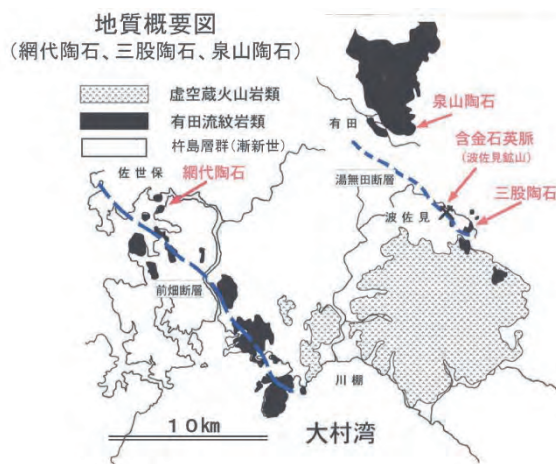 地質概要図
（網代陶石、三股陶石、泉山陶石）
虚空蔵火山岩類
有田流紋岩類
杵島層群（漸新世）
泉山陶石
有田
含金石英脈
（波佐見鉱山）
佐世保
網代陶石
湯無田断層
三股陶石
波佐見
前畑断層
川棚
10km
大村湾